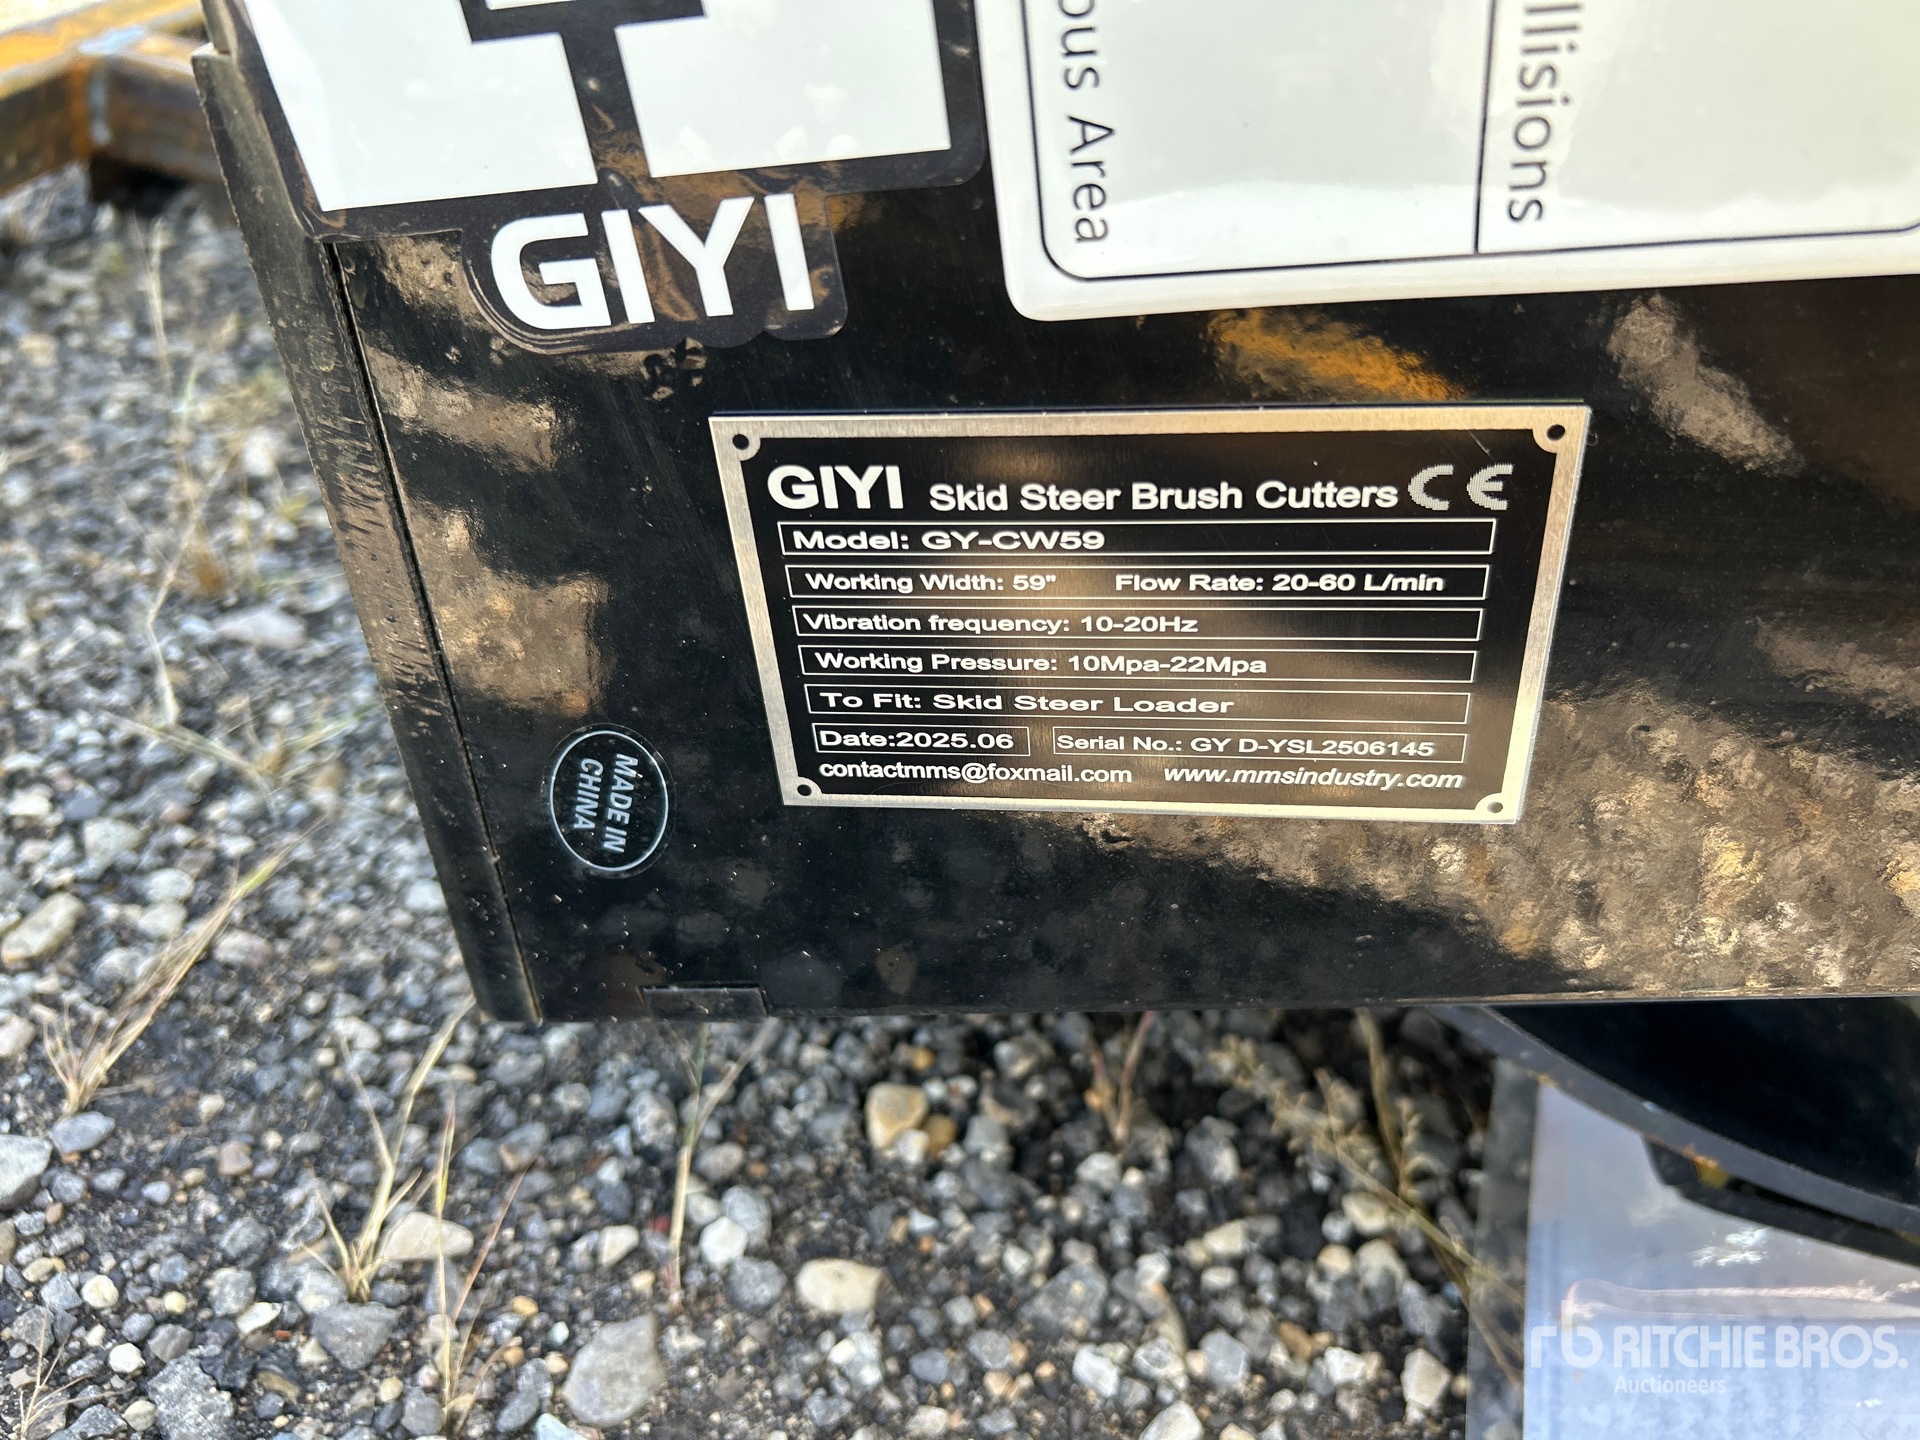 GIYI
Area
GIYI Skid Steer Brush Cutters CE
Model: GY-CW59
Working Width: 59" Flow Rate: 20-60 L/min
Vibration frequency: 10-20Hz
Working Pressure: 10Mpa-22Mpa
To Fit: Skid Steer Loader
Date:2025.06 Serial No.: GY D-YSL2506145
contactmms@foxmail.com www.mmsindustry.com
MADE IN
CHINA
rb RITCHIE BROS.
Auctioneers